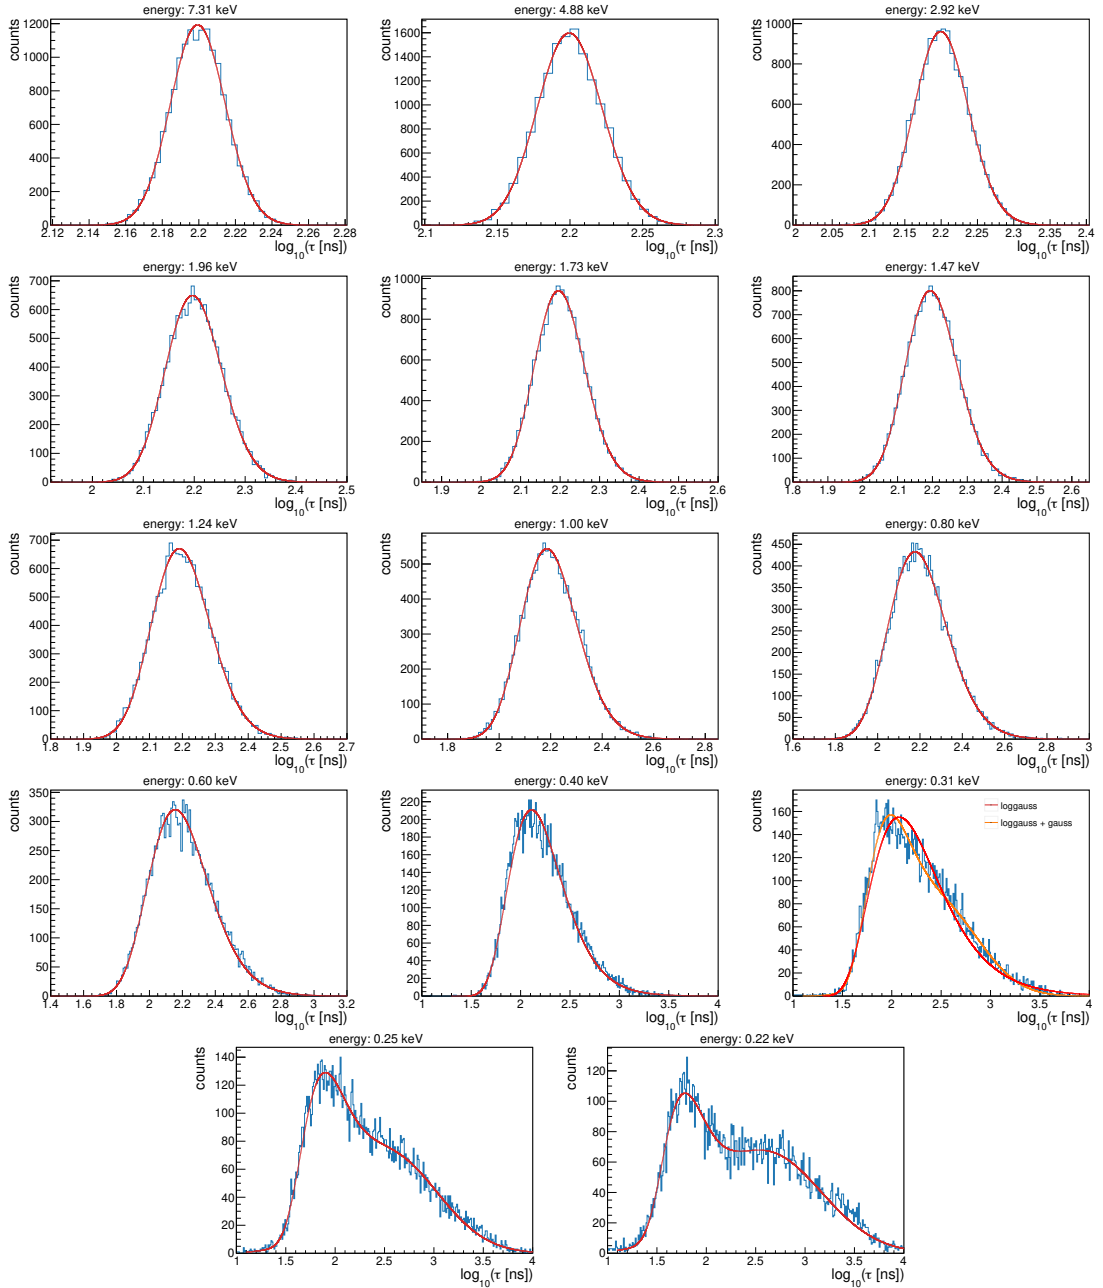 energy: 7.31 keV
counts
1200
1000
800
600
400
200
0
2.12 2.14 2.16 2.18 2.2 2.22 2.24 2.26 2.28
log10(τ [ns])
energy: 4.88 keV
counts
1600
1400
1200
1000
800
600
400
200
0
2.1 2.15 2.2 2.25 2.3
log10(τ [ns])
energy: 2.92 keV
counts
1000
800
600
400
200
0
2 2.05 2.1 2.15 2.2 2.25 2.3 2.35 2.4
log10(τ [ns])
energy: 1.96 keV
counts
700
600
500
400
300
200
100
0
2 2.1 2.2 2.3 2.4 2.5
log10(τ [ns])
energy: 1.73 keV
counts
1000
800
600
400
200
0
1.9 2 2.1 2.2 2.3 2.4 2.5 2.6
log10(τ [ns])
energy: 1.47 keV
counts
800
700
600
500
400
300
200
100
0
1.8 1.9 2 2.1 2.2 2.3 2.4 2.5 2.6
log10(τ [ns])
energy: 1.24 keV
counts
700
600
500
400
300
200
100
0
1.8 1.9 2 2.1 2.2 2.3 2.4 2.5 2.6 2.7
log10(τ [ns])
energy: 1.00 keV
counts
500
400
300
200
100
0
1.8 2 2.2 2.4 2.6 2.8
log10(τ [ns])
energy: 0.80 keV
counts
450
400
350
300
250
200
150
100
50
0
1.6 1.8 2 2.2 2.4 2.6 2.8 3
log10(τ [ns])
energy: 0.60 keV
counts
350
300
250
200
150
100
50
0
1.4 1.6 1.8 2 2.2 2.4 2.6 2.8 3 3.2
log10(τ [ns])
energy: 0.40 keV
counts
220
200
180
160
140
120
100
80
60
40
20
0
1 1.5 2 2.5 3 3.5 4
log10(τ [ns])
energy: 0.31 keV
counts
loggauss
loggauss + gauss
160
140
120
100
80
60
40
20
0
1 1.5 2 2.5 3 3.5 4
log10(τ [ns])
energy: 0.25 keV
counts
140
120
100
80
60
40
20
0
1 1.5 2 2.5 3 3.5 4
log10(τ [ns])
energy: 0.22 keV
counts
120
100
80
60
40
20
0
1 1.5 2 2.5 3 3.5 4
log10(τ [ns])